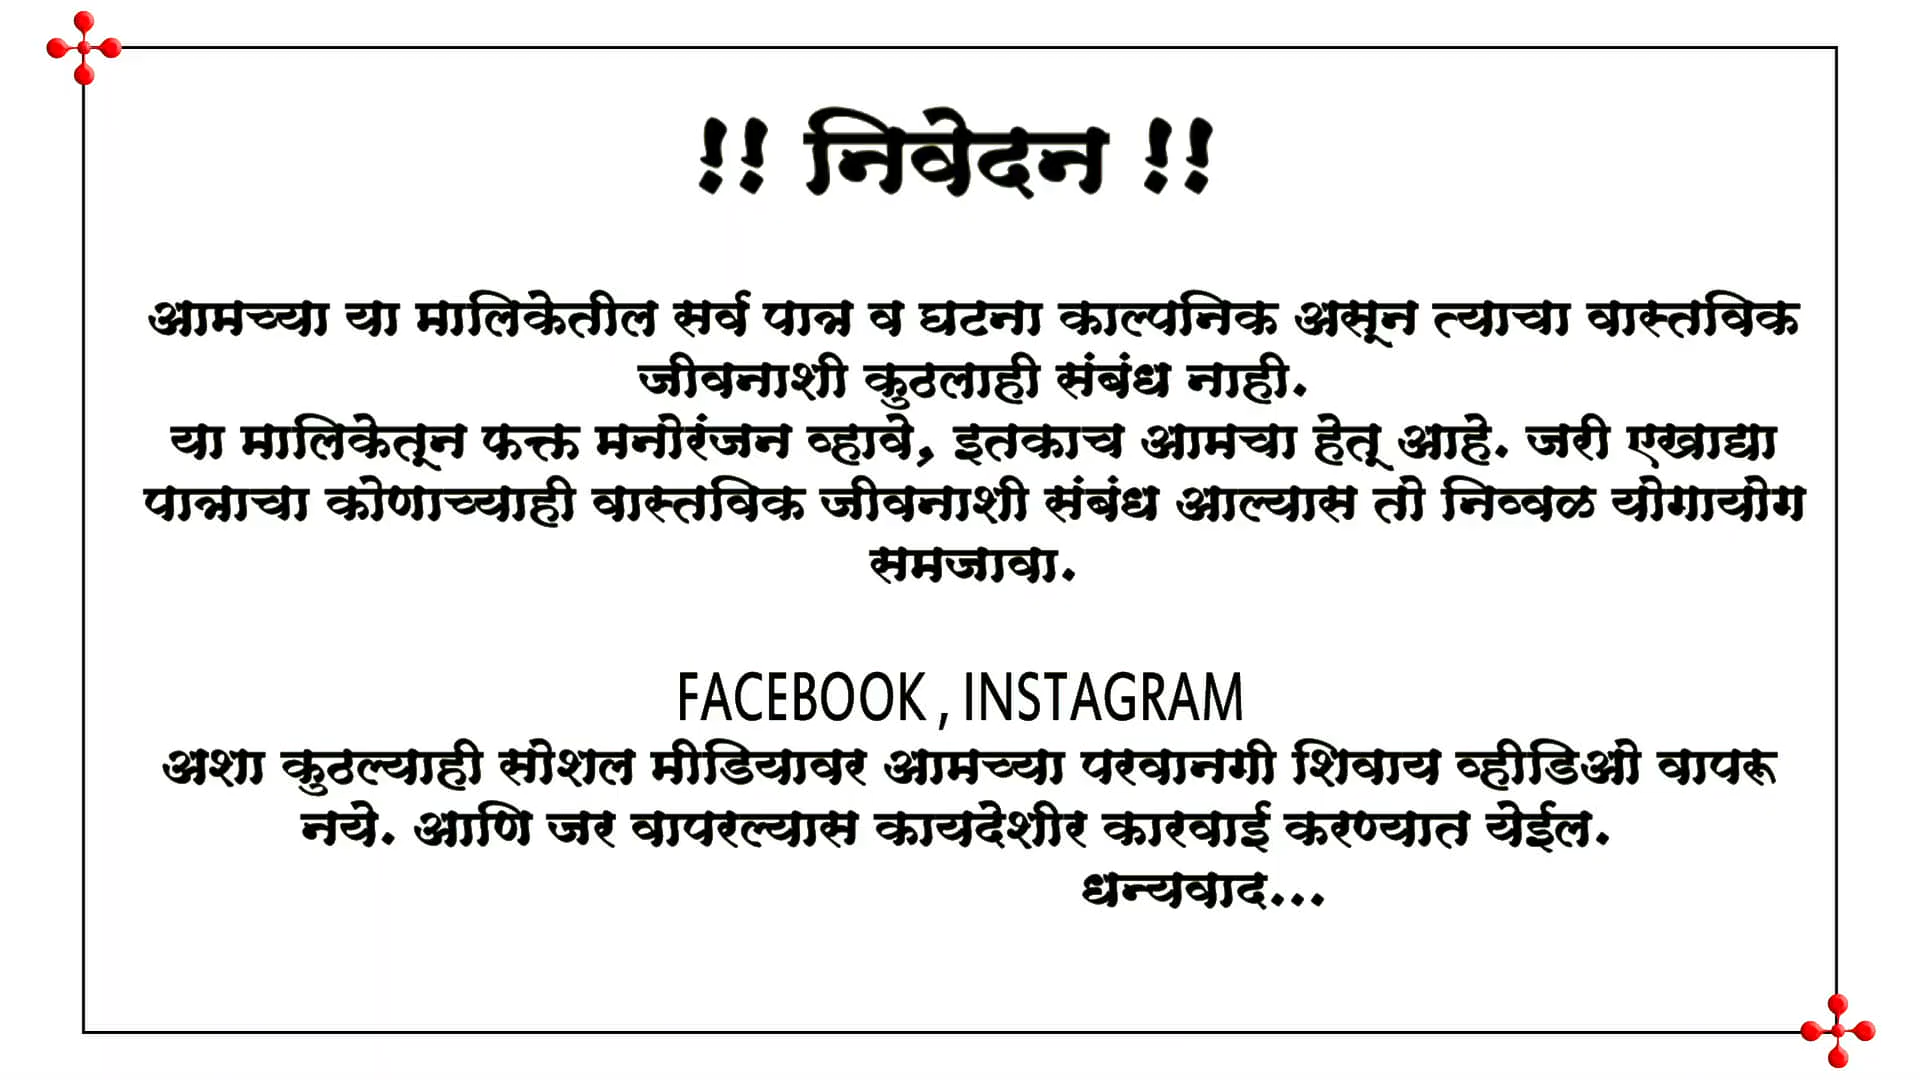 !! निवेदन !!
आमच्या या मालिकेतील सर्व पात्र व घटना काल्पनिक असून त्याचा वास्तविक
जीवनाशी कुठलाही संबंध नाही.
या मालिकेतून फक्त मनोरंजन व्हावे, इतकाच आमचा हेतू आहे. जरी एखाद्या
पात्राचा कोणाच्याही वास्तविक जीवनाशी संबंध आल्यास तो निव्वळ योगायोग
समजावा.
FACEBOOK , INSTAGRAM
अशा कुठल्याही सोशल मीडियावर आमच्या परवानगी शिवाय व्हीडिओ वापरू
नये. आणि जर वापरल्यास कायदेशीर कारवाई करण्यात येईल.
धन्यवाद...